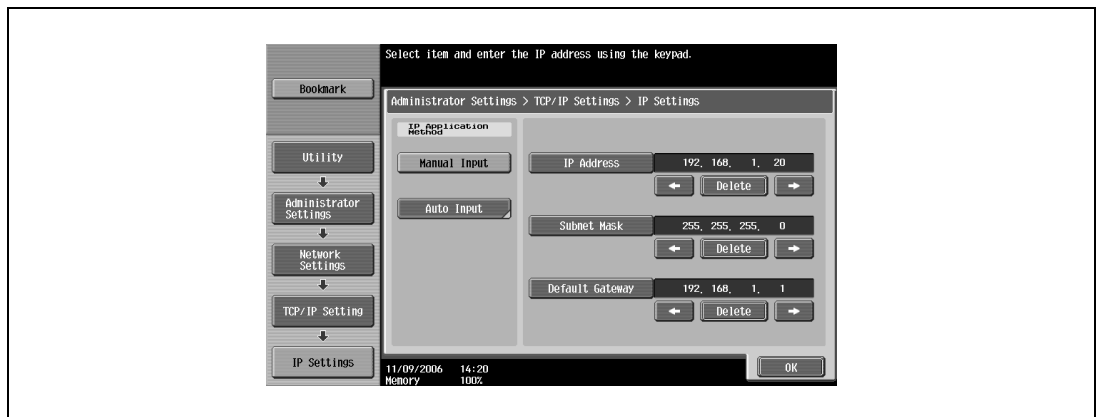 Select item and enter the IP address using the keypad.
Bookmark
Administrator Settings > TCP/IP Settings > IP Settings
IP Application
Method
Utility
Manual Input
IP Address 192. 168. 1. 20
← Delete →
Administrator
Settings
Auto Input
Subnet Mask 255. 255. 255. 0
← Delete →
Network
Settings
Default Gateway 192. 168. 1. 1
← Delete →
TCP/IP Setting
IP Settings
11/09/2006 14:20
Memory 100%
OK